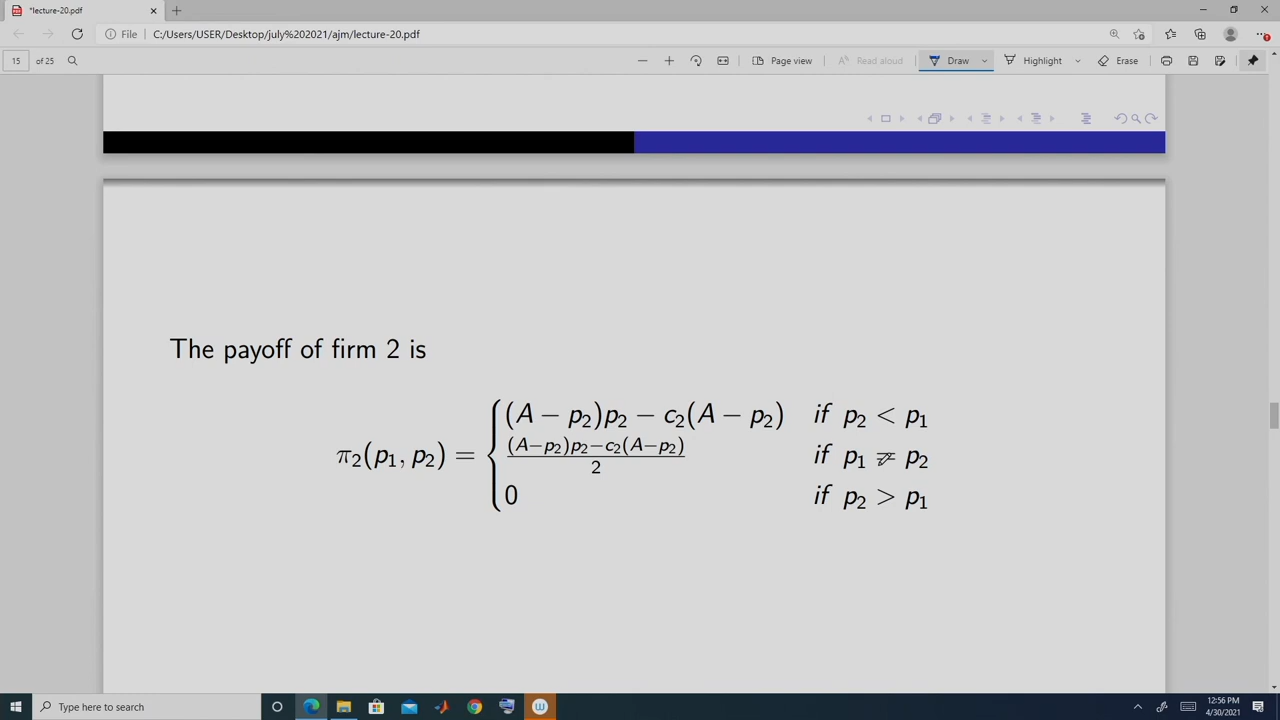 *lecture-20.pdf
File C:/Users/USER/Desktop/july%202021/ajm/lecture-20.pdf
15 of 25 Page view Read aloud Draw Highlight Erase
The payoff of firm 2 is
π₂(p₁, p₂) = { (A − p₂)p₂ − c₂(A − p₂) if p₂ < p₁
(A−p₂)p₂−c₂(A−p₂) / 2 if p₁ = p₂
0 if p₂ > p₁
Type here to search
12:56 PM
4/30/2021